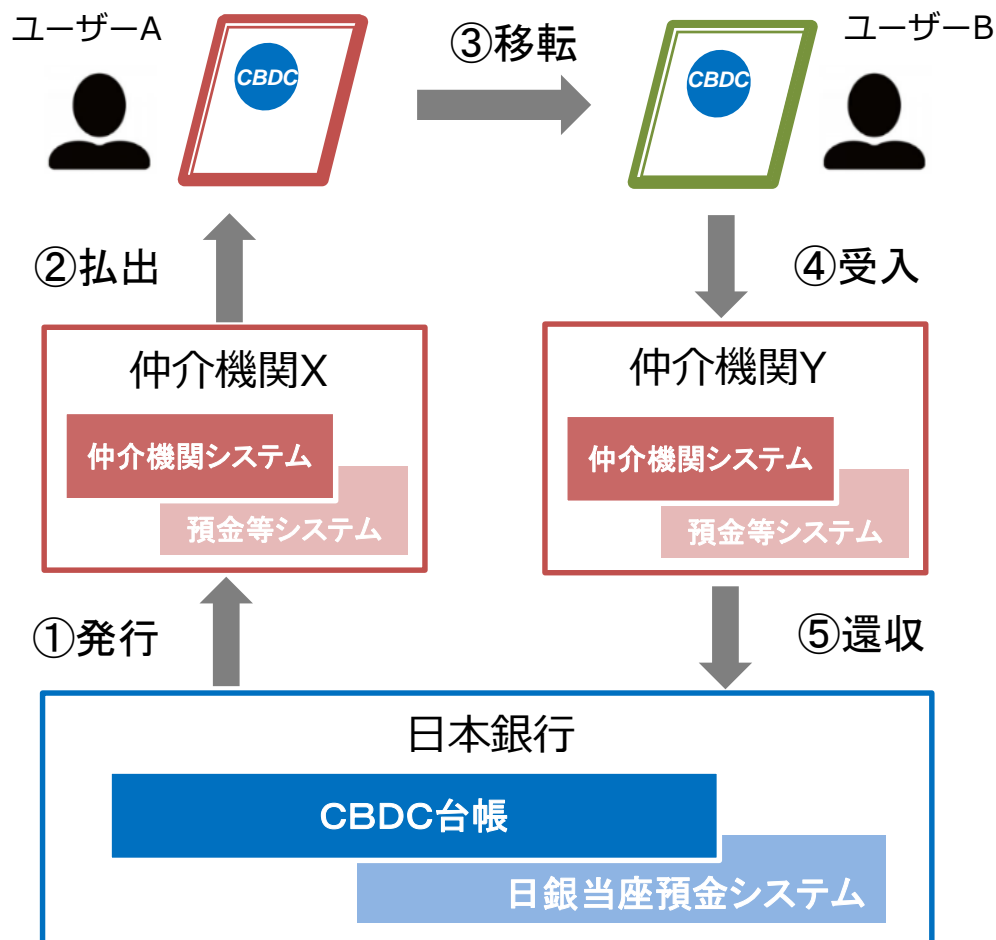 ユーザーA
CBDC
③移転
CBDC
ユーザーB
②払出
④受入
仲介機関X
仲介機関システム
預金等システム
仲介機関Y
仲介機関システム
預金等システム
①発行
⑤還収
日本銀行
CBDC台帳
日銀当座預金システム